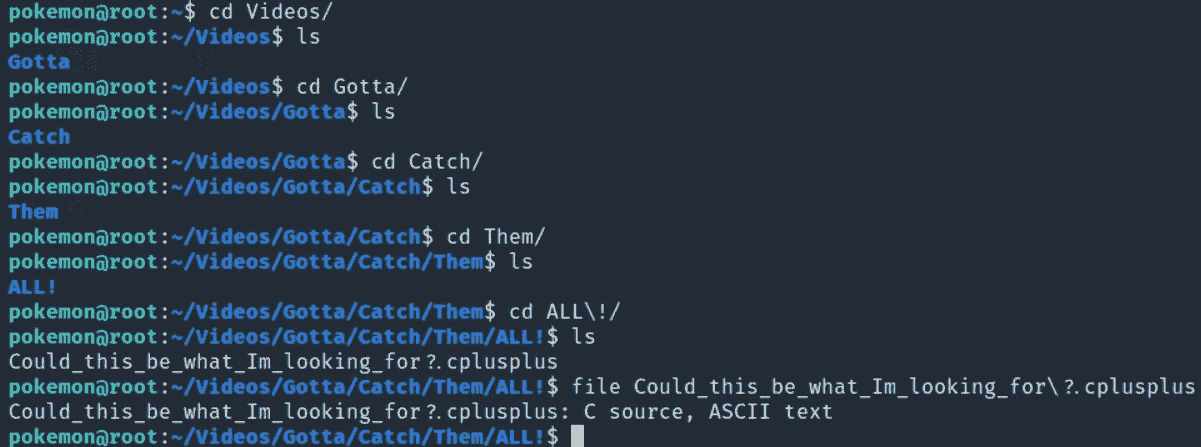 pokemon@root:~$ cd Videos/
pokemon@root:~/Videos$ ls
Gotta
pokemon@root:~/Videos$ cd Gotta/
pokemon@root:~/Videos/Gotta$ ls
Catch
pokemon@root:~/Videos/Gotta$ cd Catch/
pokemon@root:~/Videos/Gotta/Catch$ ls
Them
pokemon@root:~/Videos/Gotta/Catch$ cd Them/
pokemon@root:~/Videos/Gotta/Catch/Them$ ls
ALL!
pokemon@root:~/Videos/Gotta/Catch/Them$ cd ALL\!/
pokemon@root:~/Videos/Gotta/Catch/Them/ALL!$ ls
Could_this_be_what_Im_looking_for?.cplusplus
pokemon@root:~/Videos/Gotta/Catch/Them/ALL!$ file Could_this_be_what_Im_looking_for\?.cplusplus
Could_this_be_what_Im_looking_for?.cplusplus: C source, ASCII text
pokemon@root:~/Videos/Gotta/Catch/Them/ALL!$